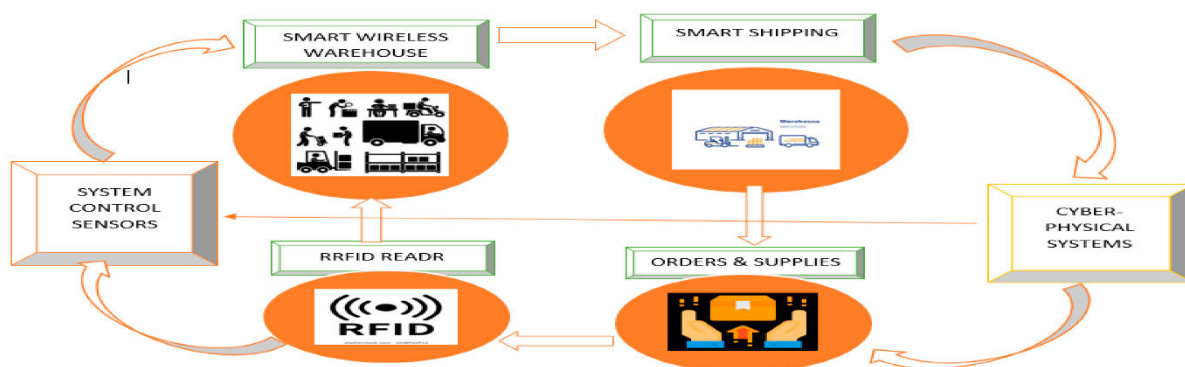 SMART WIRELESS
WAREHOUSE
SMART SHIPPING
Warehouse
SYSTEM
CONTROL
SENSORS
CYBER-
PHYSICAL
SYSTEMS
RRFID READR
ORDERS & SUPPLIES
RFID